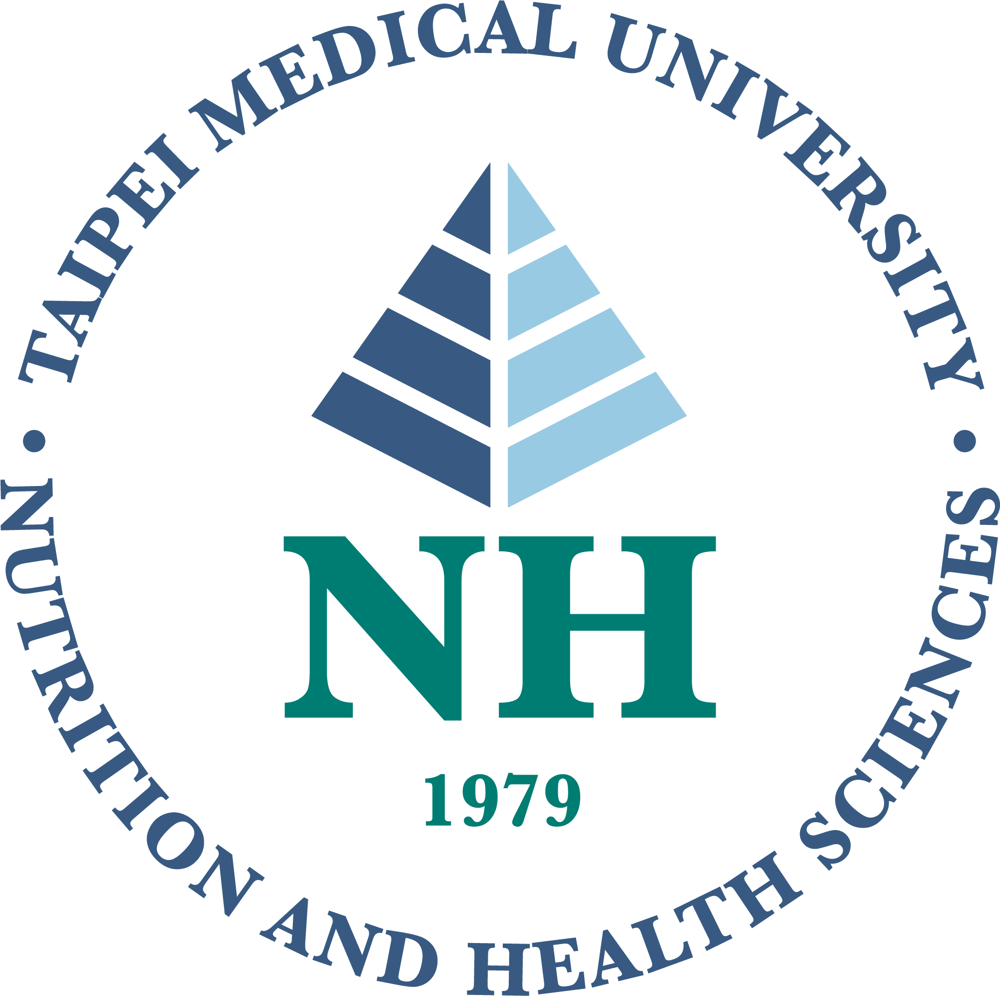 TAIPEI MEDICAL UNIVERSITY
NH
1979
• NUTRITION AND HEALTH SCIENCES •